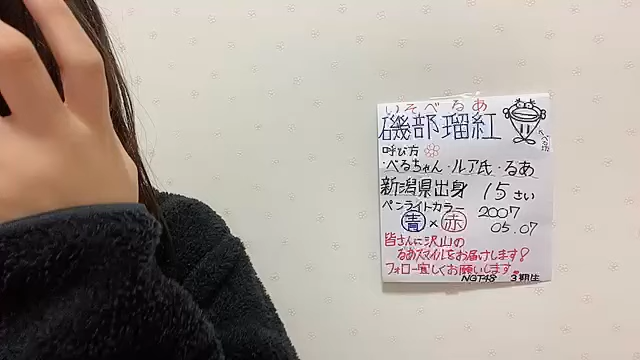 いそべるあ
磯部瑠紅
べる坊
呼び方
・べるちゃん・ルア氏・るあ
新潟県出身 15さい
ペンライトカラー 2007
青×赤 05.07
皆さんに沢山の
るあスマイルをお届けします!
フォロー宜しくお願いします。
NGT48 3期生